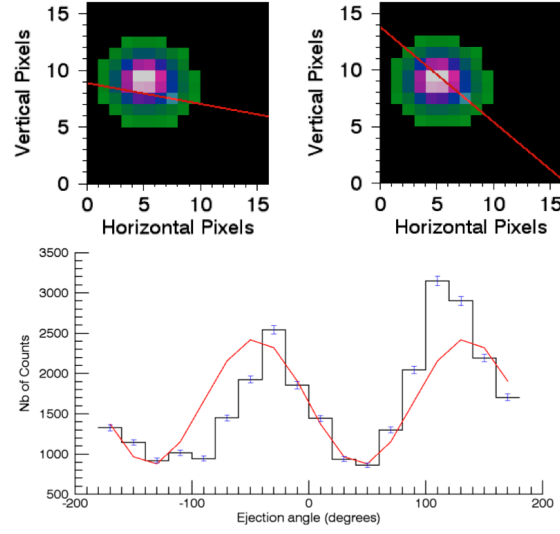 15
10
5
0
Vertical Pixels
0 5 10 15
Horizontal Pixels
15
10
5
0
Vertical Pixels
0 5 10 15
Horizontal Pixels
3500
3000
2500
2000
1500
1000
500
Nb of Counts
-200 -100 0 100 200
Ejection angle (degrees)